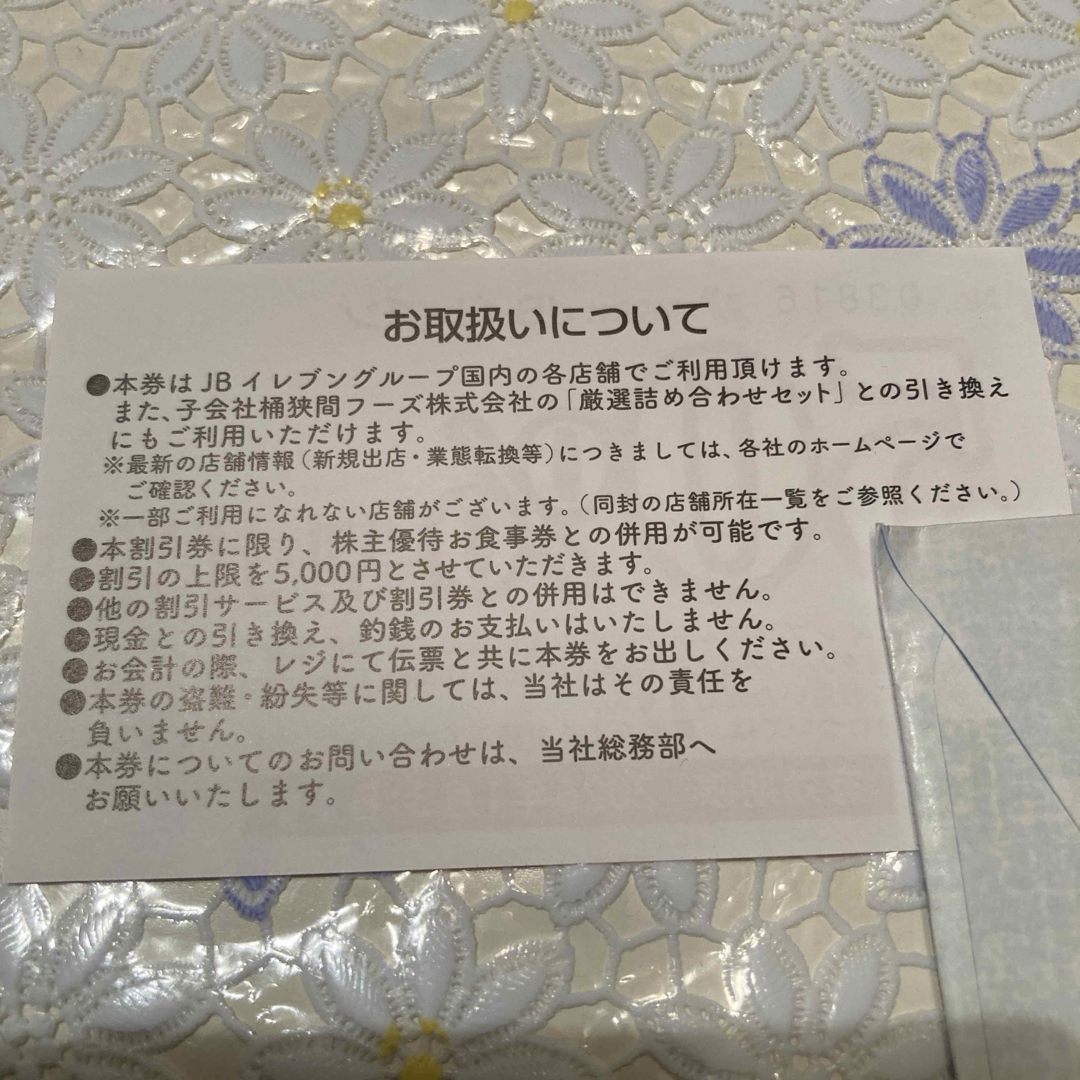 お取扱いについて
●本券はJBイレブングループ国内の各店舗でご利用頂けます。
また、子会社桶狭間フーズ株式会社の「厳選詰め合わせセット」との引き換え
にもご利用いただけます。
※最新の店舗情報（新規出店・業態転換等）につきましては、各社のホームページで
ご確認ください。
※一部ご利用になれない店舗がございます。（同封の店舗所在一覧をご参照ください。）
●本割引券に限り、株主優待お食事券との併用が可能です。
●割引の上限を5,000円とさせていただきます。
●他の割引サービス及び割引券との併用はできません。
●現金との引き換え、釣銭のお支払いはいたしません。
●お会計の際、レジにて伝票と共に本券をお出しください。
●本券の盗難・紛失等に関しては、当社はその責任を
負いません。
●本券についてのお問い合わせは、当社総務部へ
お願いいたします。